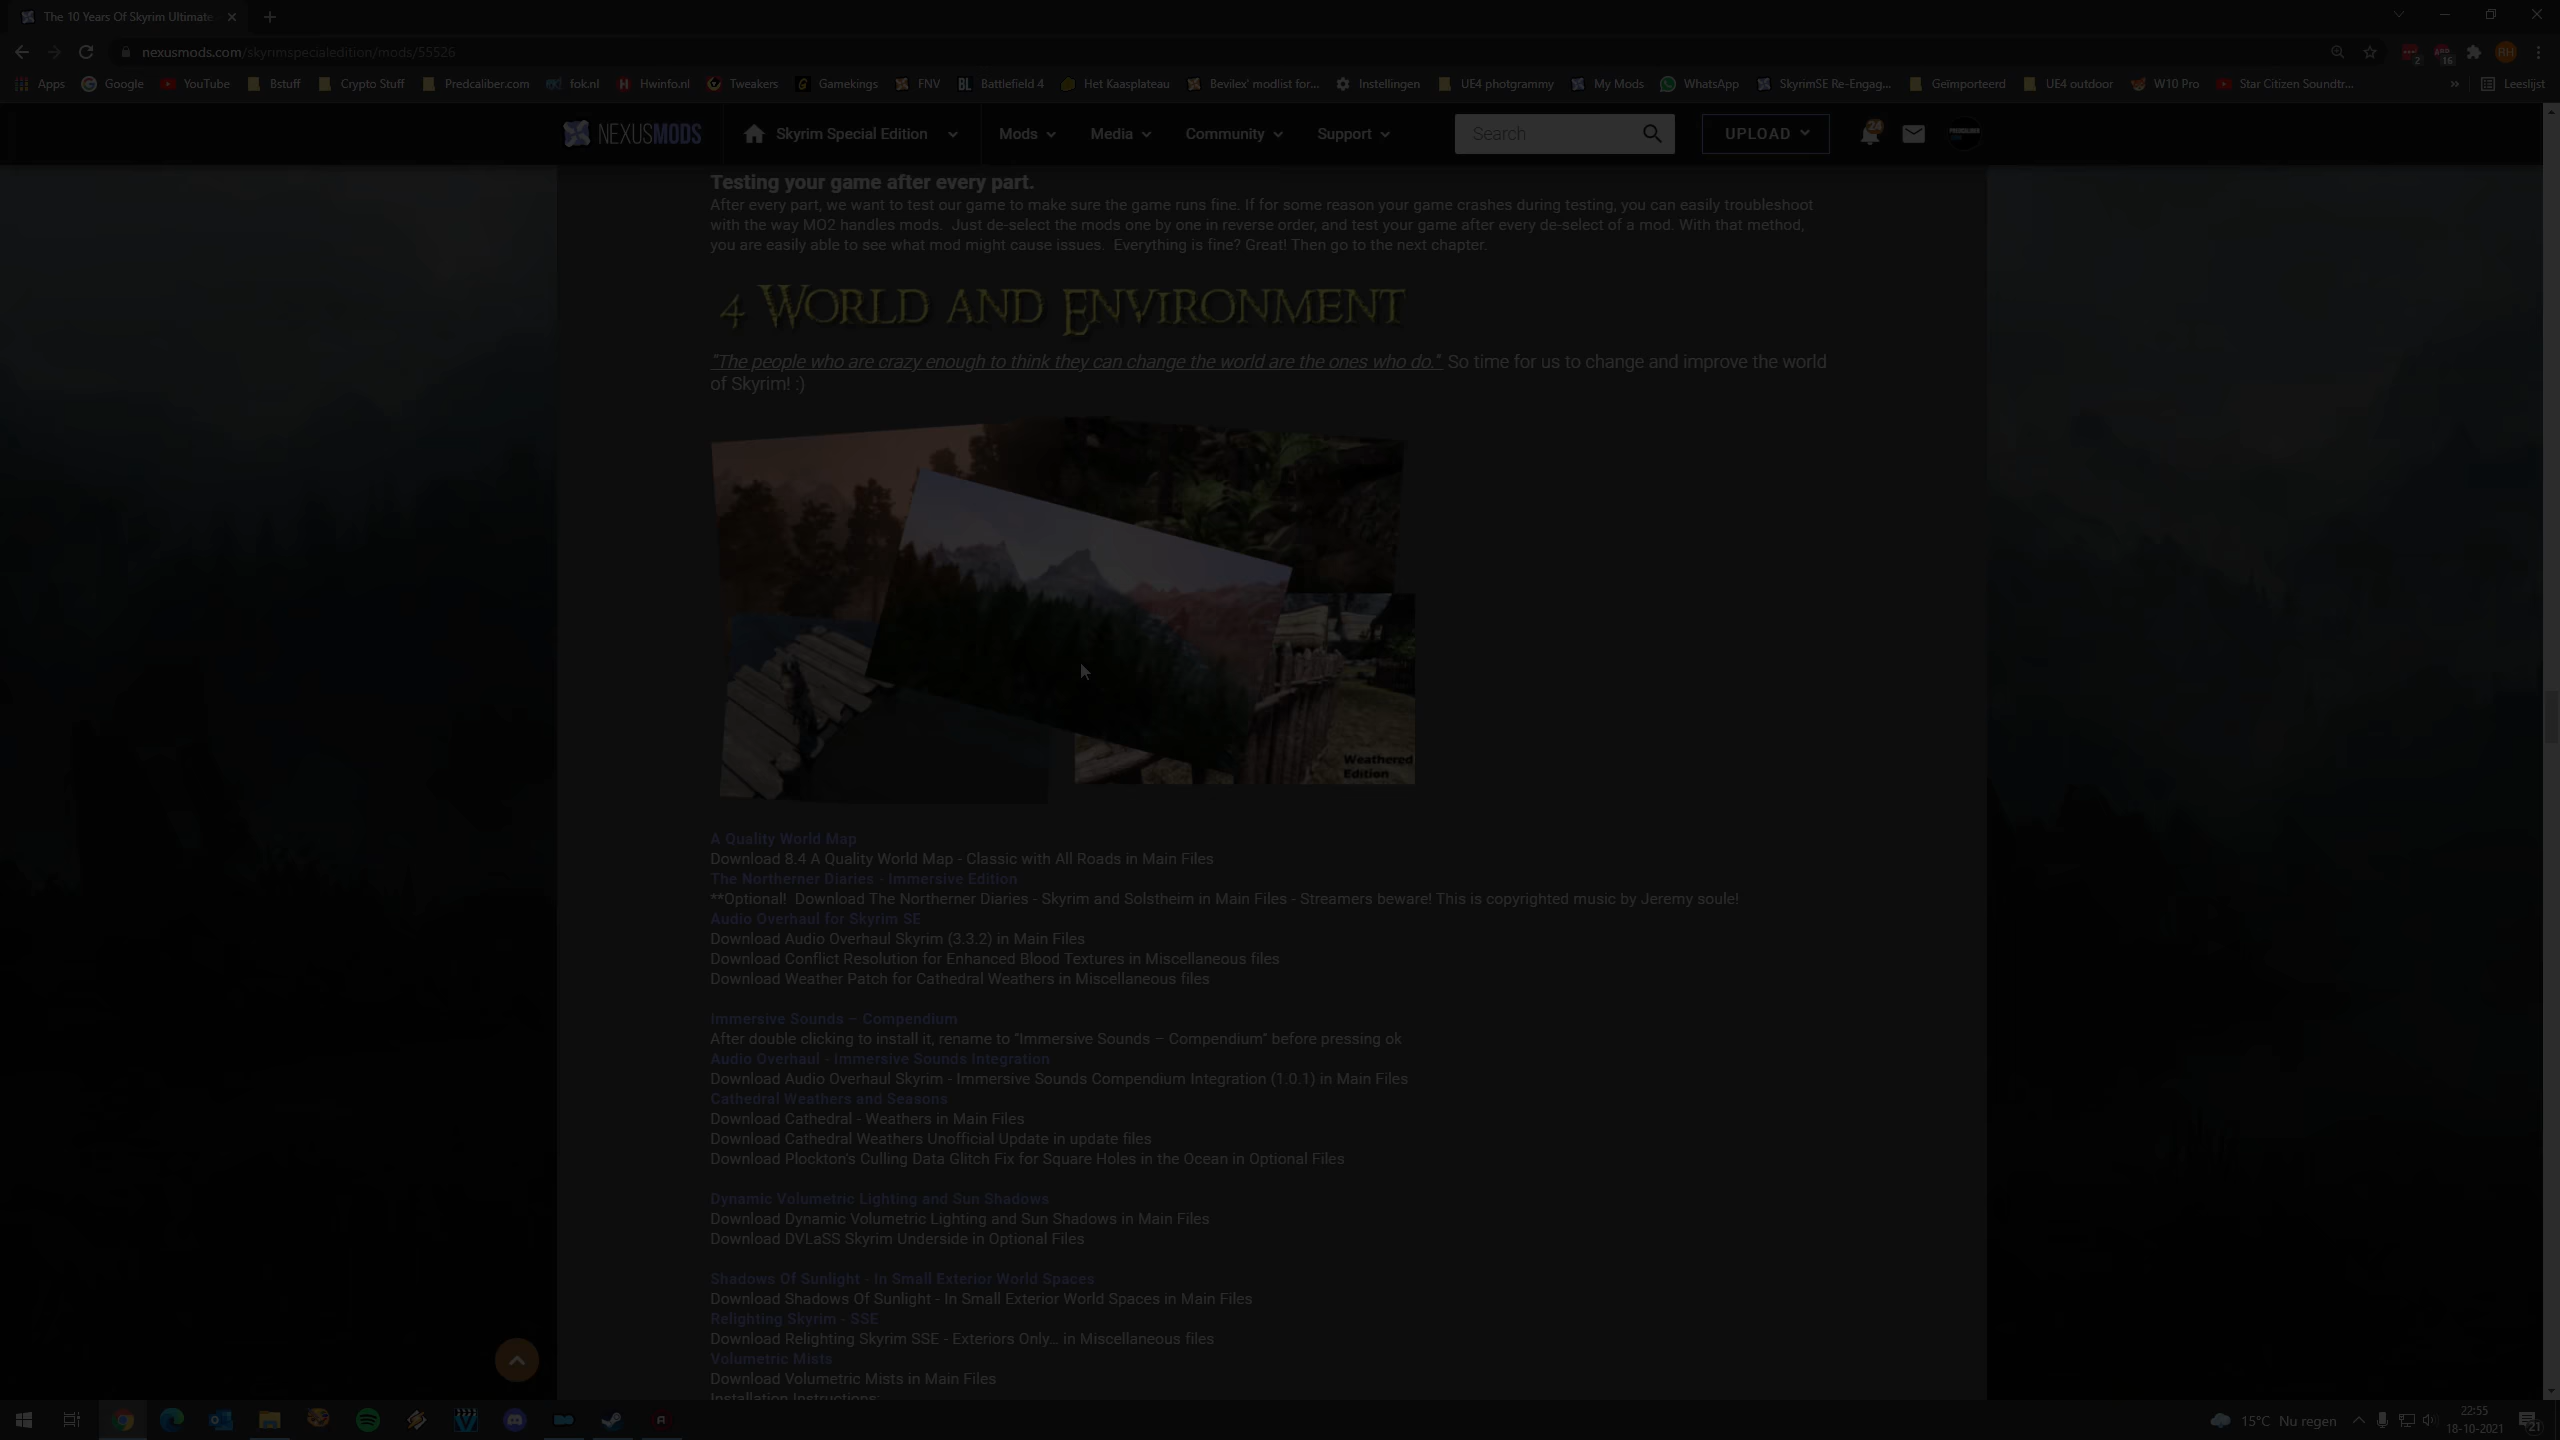 The 10 Years Of Skyrim Ultimate
nexusmods.com/skyrimspecialedition/mods/55526
2
16
RH
Apps Google YouTube Bstuff Crypto Stuff Predcaliber.com fok.nl Hwinfo.nl Tweakers Gamekings FNV Battlefield 4 Het Kaasplateau Bevilex' modlist for... Instellingen UE4 photgrammy My Mods WhatsApp SkyrimSE Re-Engag... Geïmporteerd UE4 outdoor W10 Pro Star Citizen Soundtr... » Leeslijst
NEXUSMODS Skyrim Special Edition Mods Media Community Support Search UPLOAD 24
Testing your game after every part.
After every part, we want to test our game to make sure the game runs fine. If for some reason your game crashes during testing, you can easily troubleshoot
with the way MO2 handles mods.  Just de-select the mods one by one in reverse order, and test your game after every de-select of a mod. With that method,
you are easily able to see what mod might cause issues.  Everything is fine? Great! Then go to the next chapter.
4 World and Environment
"The people who are crazy enough to think they can change the world are the ones who do." So time for us to change and improve the world
of Skyrim! :)
Weathered
Edition
A Quality World Map
Download 8.4 A Quality World Map - Classic with All Roads in Main Files
The Northerner Diaries - Immersive Edition
**Optional!  Download The Northerner Diaries - Skyrim and Solstheim in Main Files - Streamers beware! This is copyrighted music by Jeremy soule!
Audio Overhaul for Skyrim SE
Download Audio Overhaul Skyrim (3.3.2) in Main Files
Download Conflict Resolution for Enhanced Blood Textures in Miscellaneous files
Download Weather Patch for Cathedral Weathers in Miscellaneous files
Immersive Sounds – Compendium
After double clicking to install it, rename to "Immersive Sounds – Compendium" before pressing ok
Audio Overhaul - Immersive Sounds Integration
Download Audio Overhaul Skyrim - Immersive Sounds Compendium Integration (1.0.1) in Main Files
Cathedral Weathers and Seasons
Download Cathedral - Weathers in Main Files
Download Cathedral Weathers Unofficial Update in update files
Download Plockton's Culling Data Glitch Fix for Square Holes in the Ocean in Optional Files
Dynamic Volumetric Lighting and Sun Shadows
Download Dynamic Volumetric Lighting and Sun Shadows in Main Files
Download DVLaSS Skyrim Underside in Optional Files
Shadows Of Sunlight - In Small Exterior World Spaces
Download Shadows Of Sunlight - In Small Exterior World Spaces in Main Files
Relighting Skyrim - SSE
Download Relighting Skyrim SSE - Exteriors Only... in Miscellaneous files
Volumetric Mists
Download Volumetric Mists in Main Files
Installation Instructions:
15°C Nu regen
22:55
18-10-2021
21